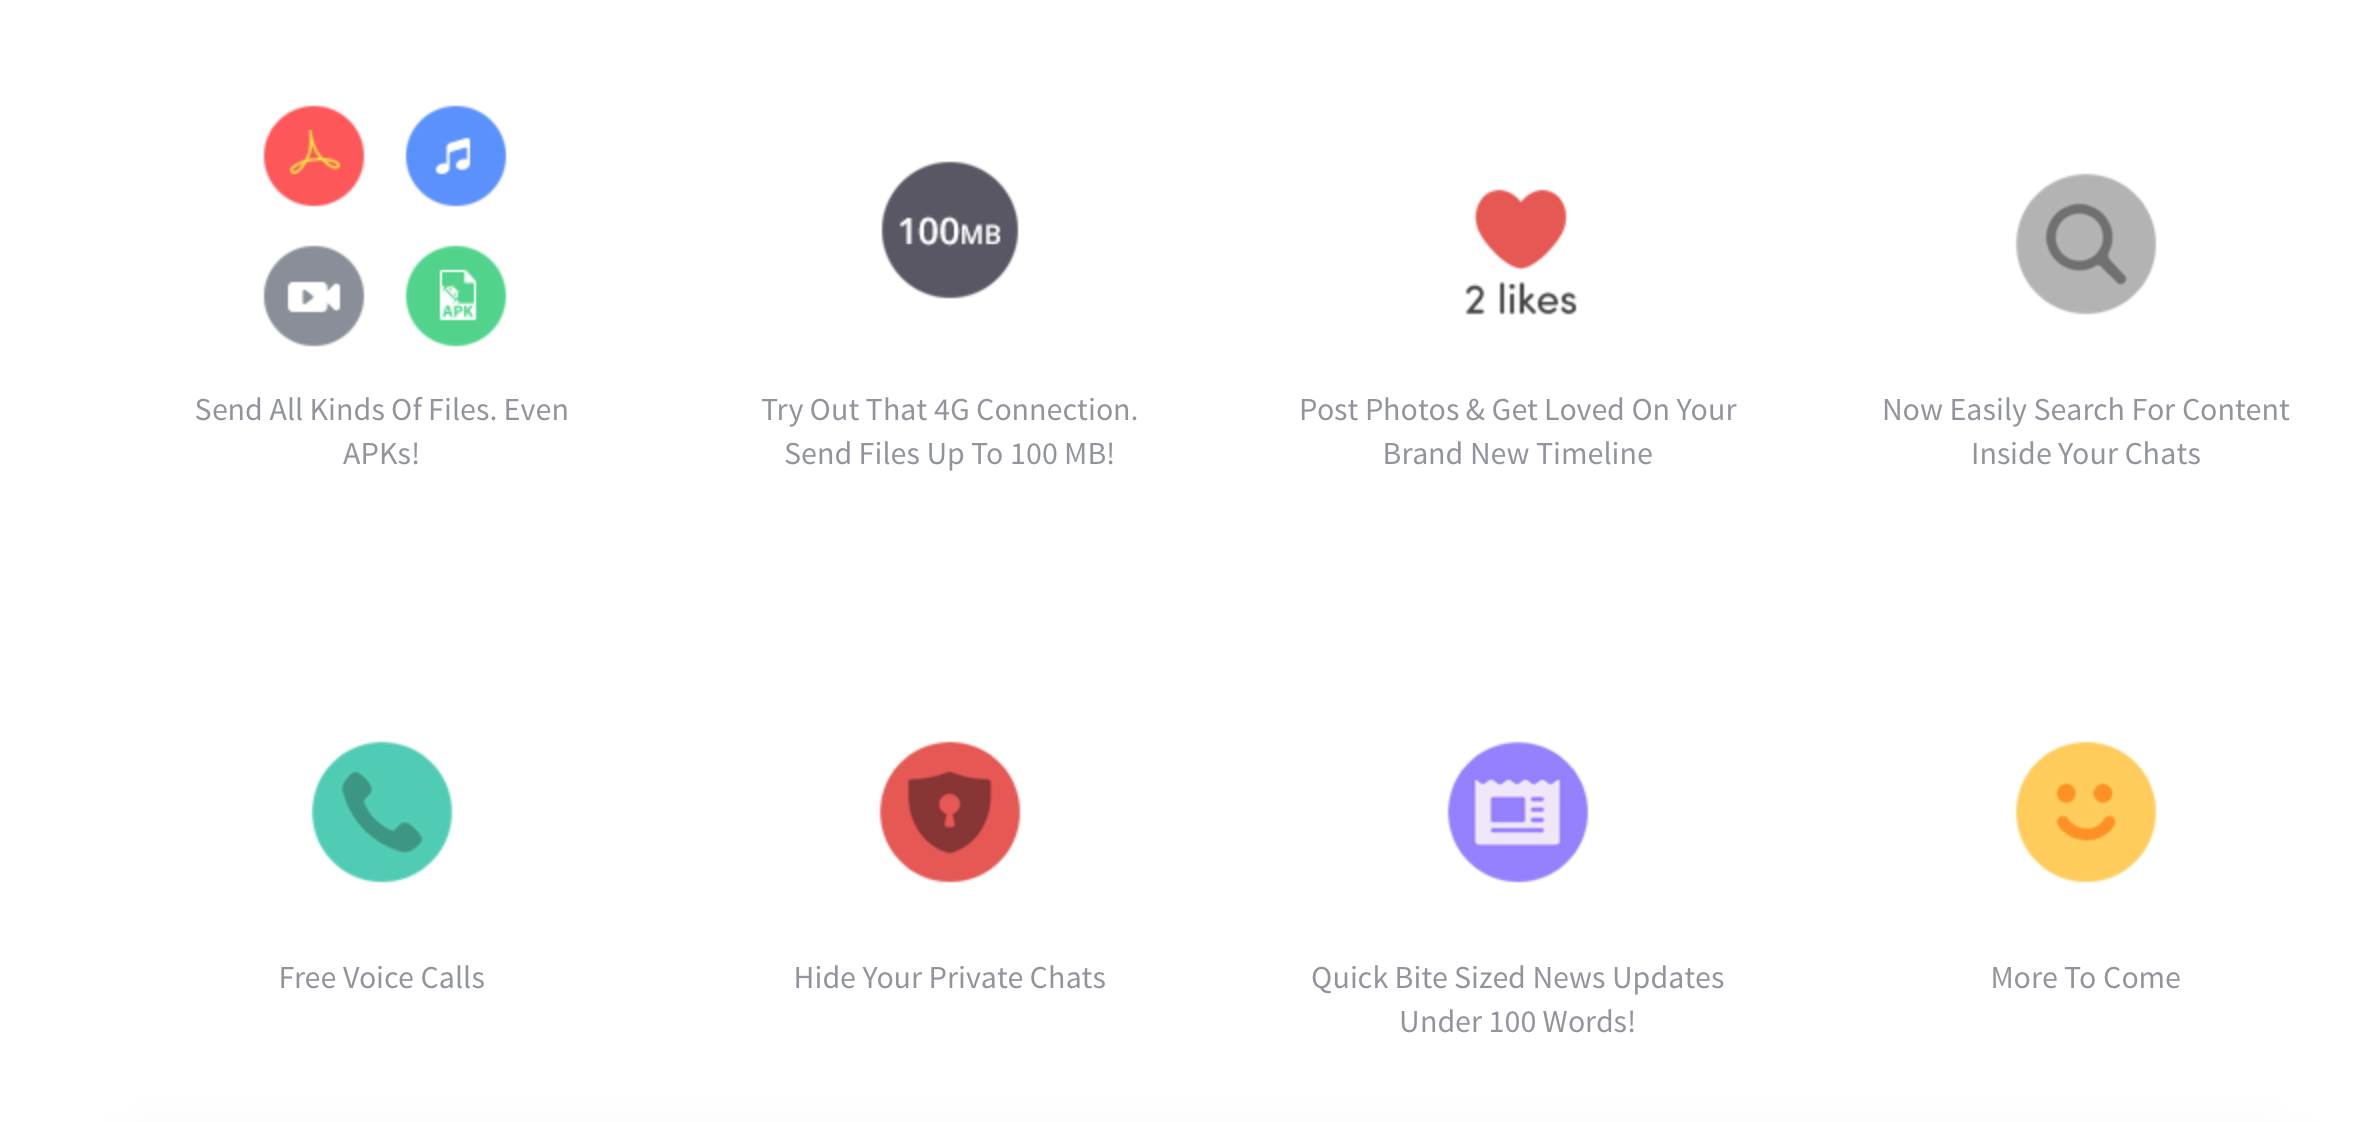 APK
100MB
2 likes
Send All Kinds Of Files. Even
APKs!
Try Out That 4G Connection.
Send Files Up To 100 MB!
Post Photos & Get Loved On Your
Brand New Timeline
Now Easily Search For Content
Inside Your Chats
Free Voice Calls
Hide Your Private Chats
Quick Bite Sized News Updates
Under 100 Words!
More To Come